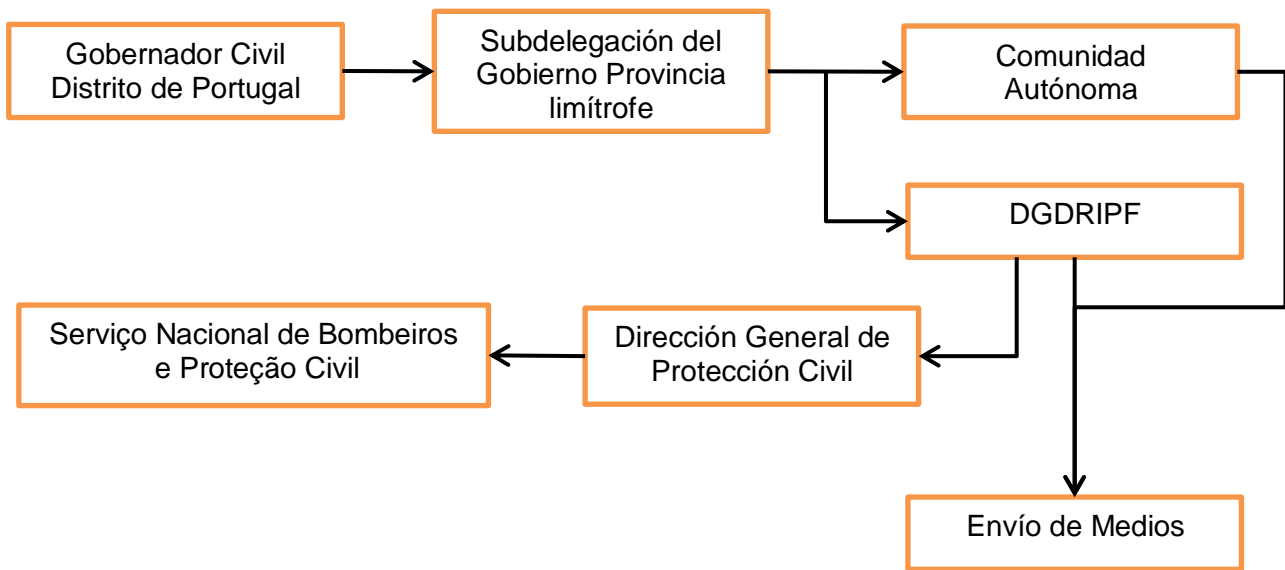 Gobernador Civil
Distrito de Portugal
Subdelegación del
Gobierno Provincia
limítrofe
Comunidad
Autónoma
DGDRIPF
Serviço Nacional de Bombeiros
e Proteção Civil
Dirección General de
Protección Civil
Envío de Medios